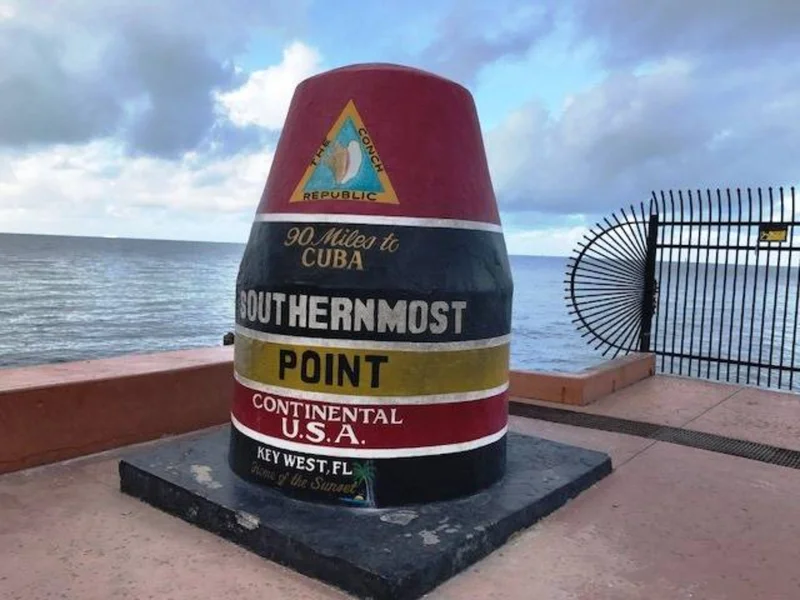 THE CONCH
REPUBLIC
90 Miles to
CUBA
SOUTHERNMOST
POINT
CONTINENTAL
U.S.A.
KEY WEST, FL
Home of the Sunset